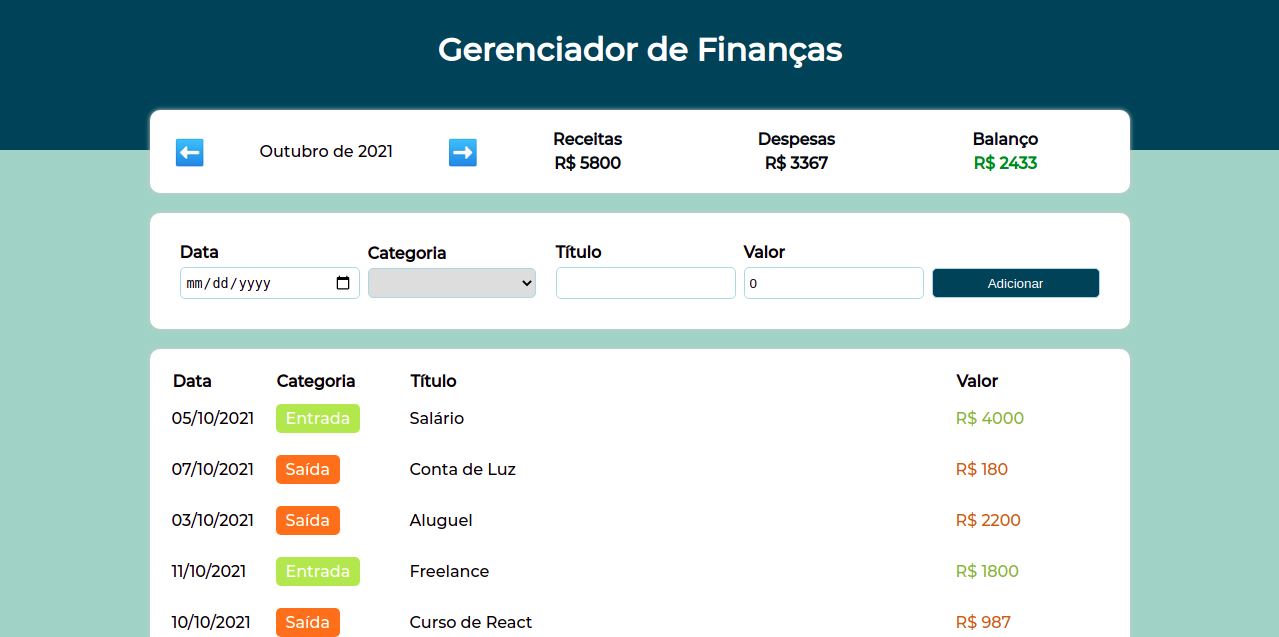 Gerenciador de Finanças
Outubro de 2021
Receitas
R$ 5800
Despesas
R$ 3367
Balanço
R$ 2433
Data
mm/dd/yyyy
Categoria
Título
Valor
0
Adicionar
Data Categoria Título Valor
05/10/2021 Entrada Salário R$ 4000
07/10/2021 Saída Conta de Luz R$ 180
03/10/2021 Saída Aluguel R$ 2200
11/10/2021 Entrada Freelance R$ 1800
10/10/2021 Saída Curso de React R$ 987